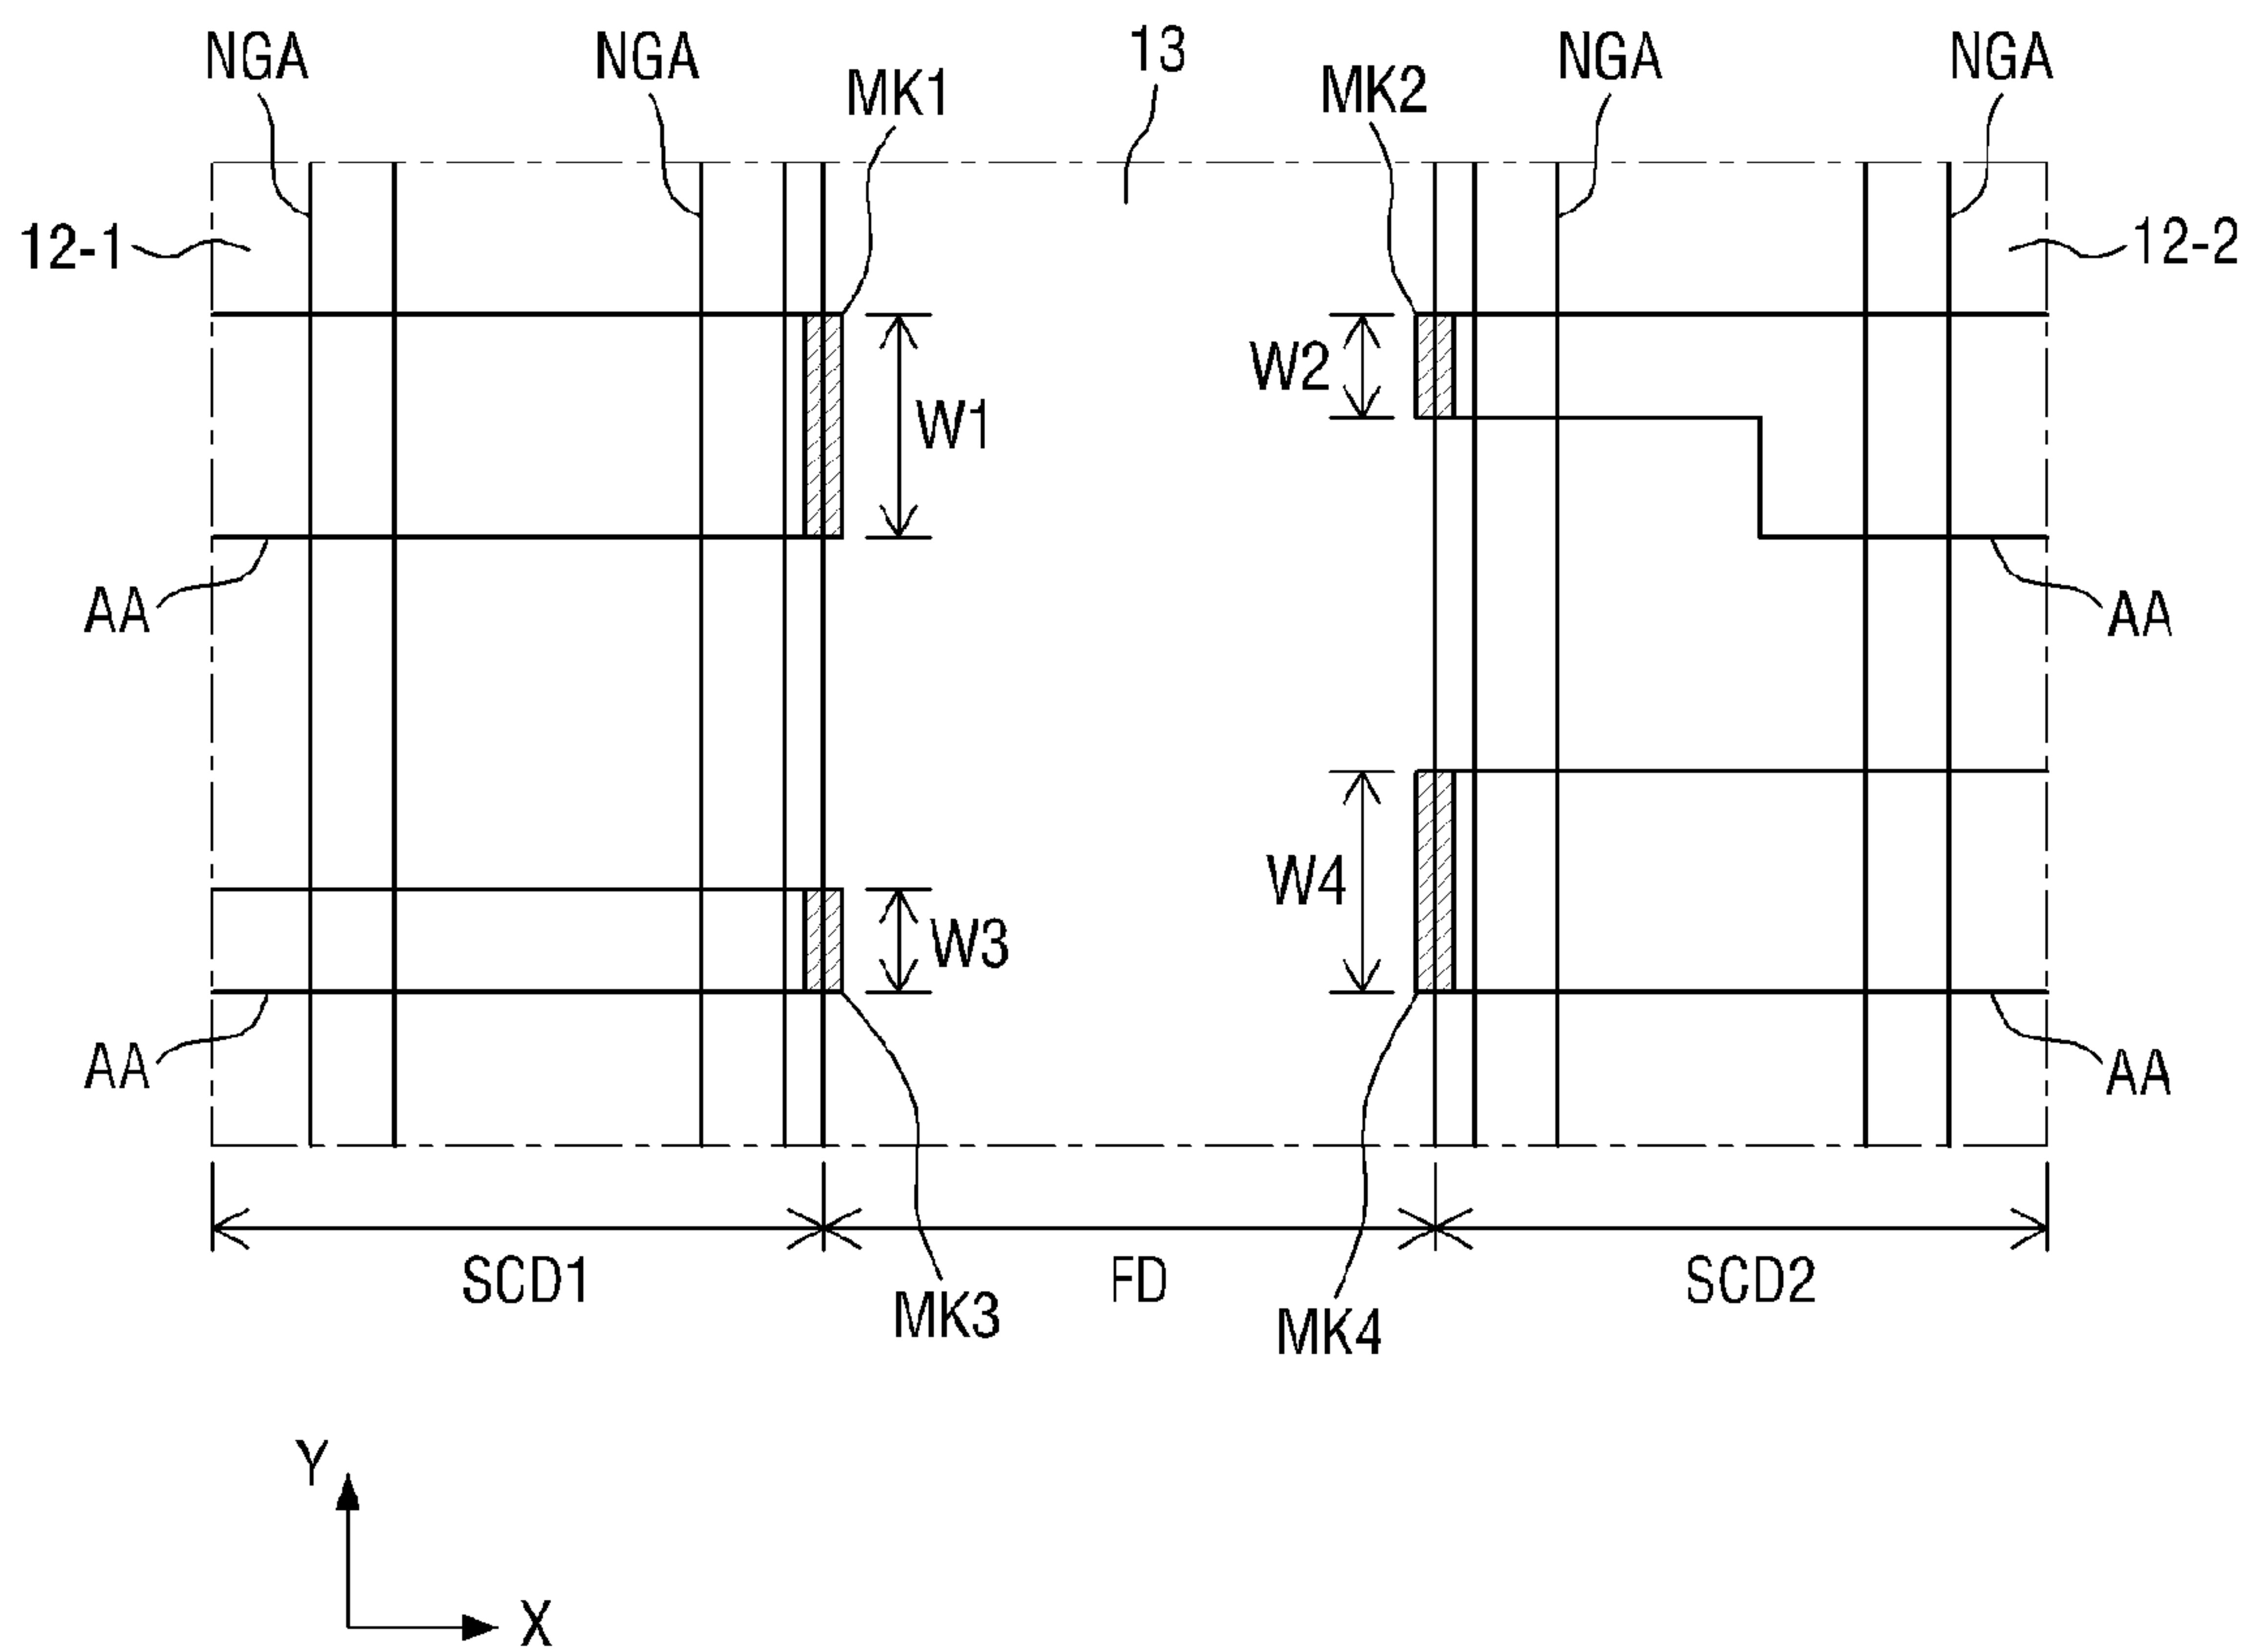 NGA NGA 13 NGA NGA
MK1 MK2
12-1 12-2
W2
W1
AA AA
W4
W3
AA AA
SCD1 FD SCD2
MK3 MK4
Y
X